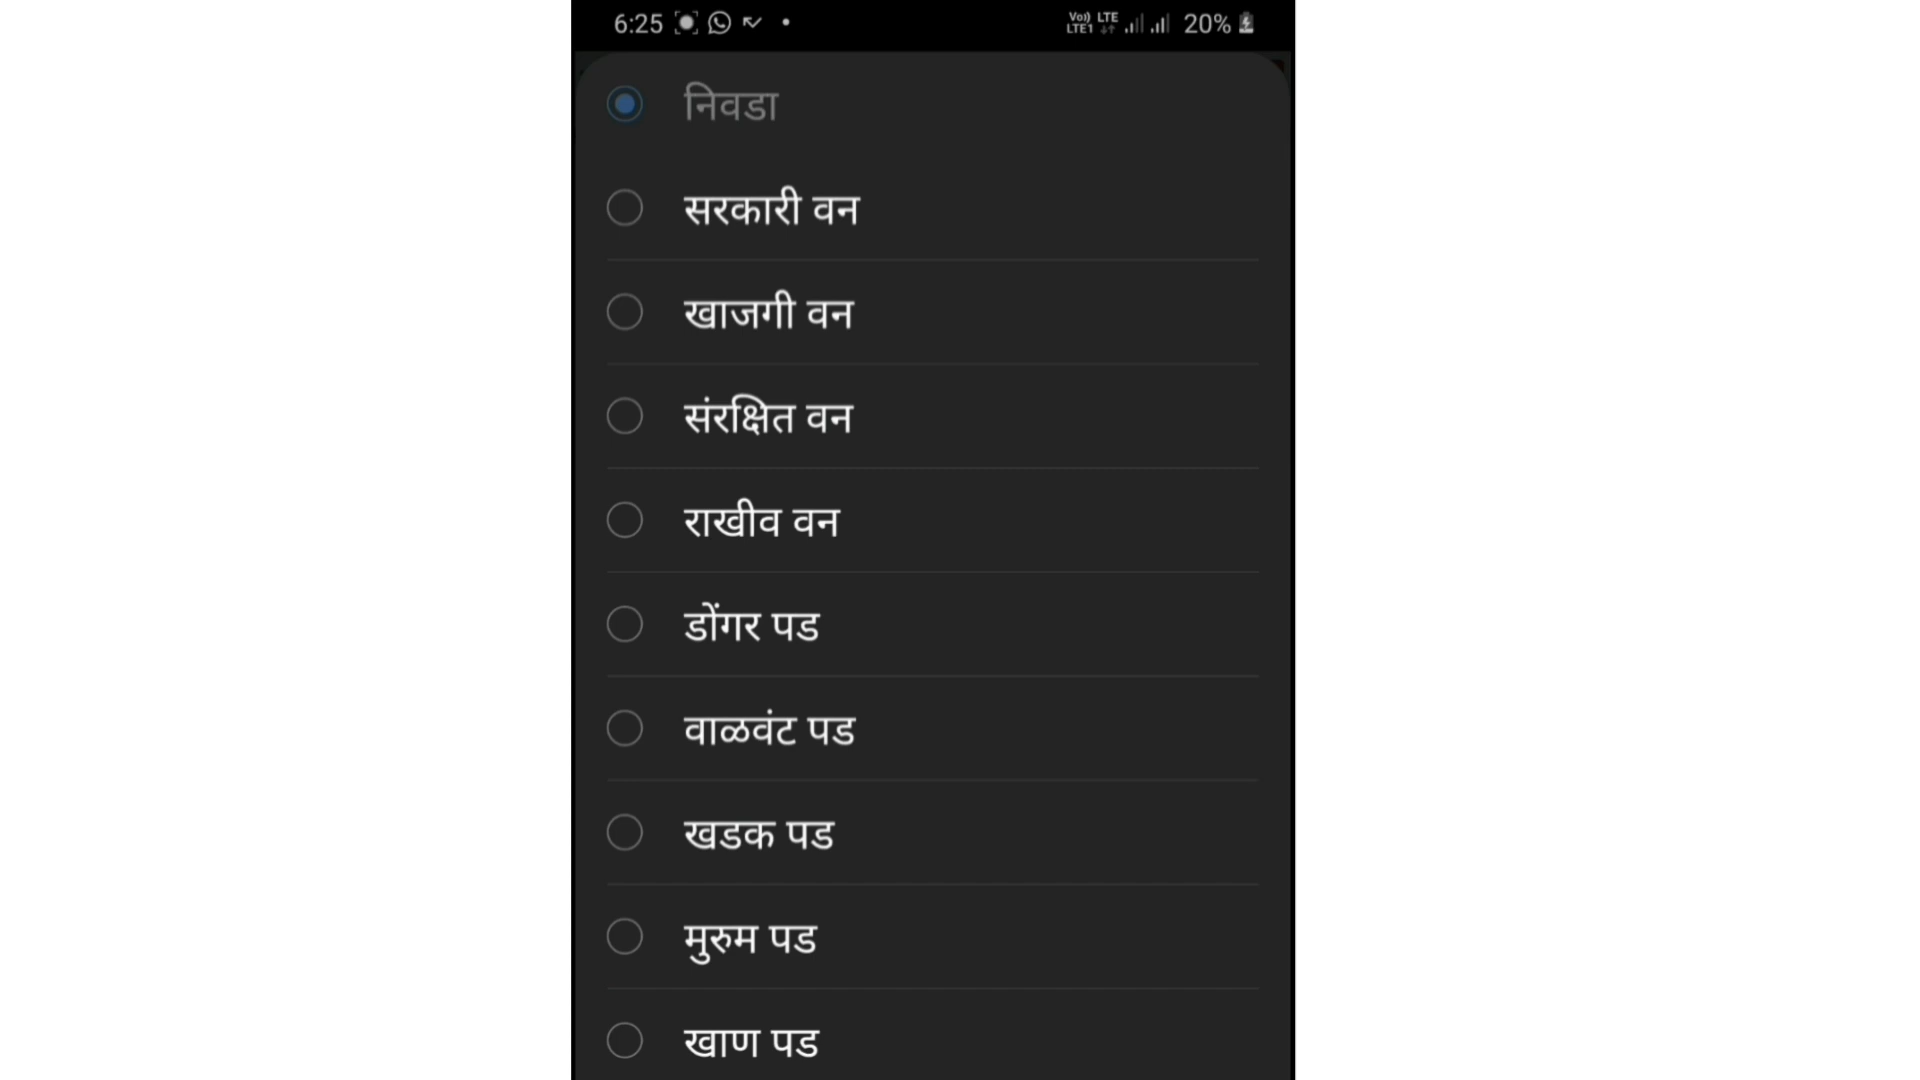 6:25
Vo)) LTE
LTE1
20%
निवडा
सरकारी वन
खाजगी वन
संरक्षित वन
राखीव वन
डोंगर पड
वाळवंट पड
खडक पड
मुरुम पड
खाण पड